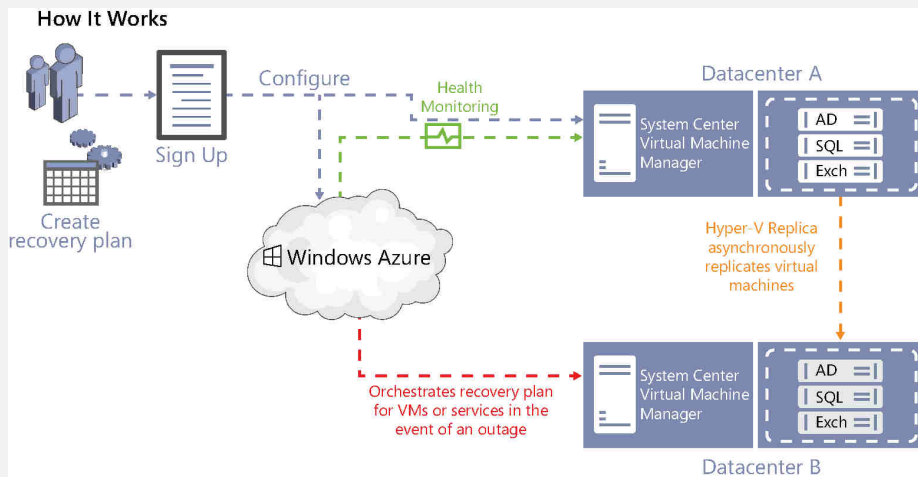 How It Works
Configure
Sign Up
Create
recovery plan
Health
Monitoring
Windows Azure
Datacenter A
System Center
Virtual Machine
Manager
AD
SQL
Exch
Hyper-V Replica
asynchronously
replicates virtual
machines
Orchestrates recovery plan
for VMs or services in the
event of an outage
System Center
Virtual Machine
Manager
AD
SQL
Exch
Datacenter B